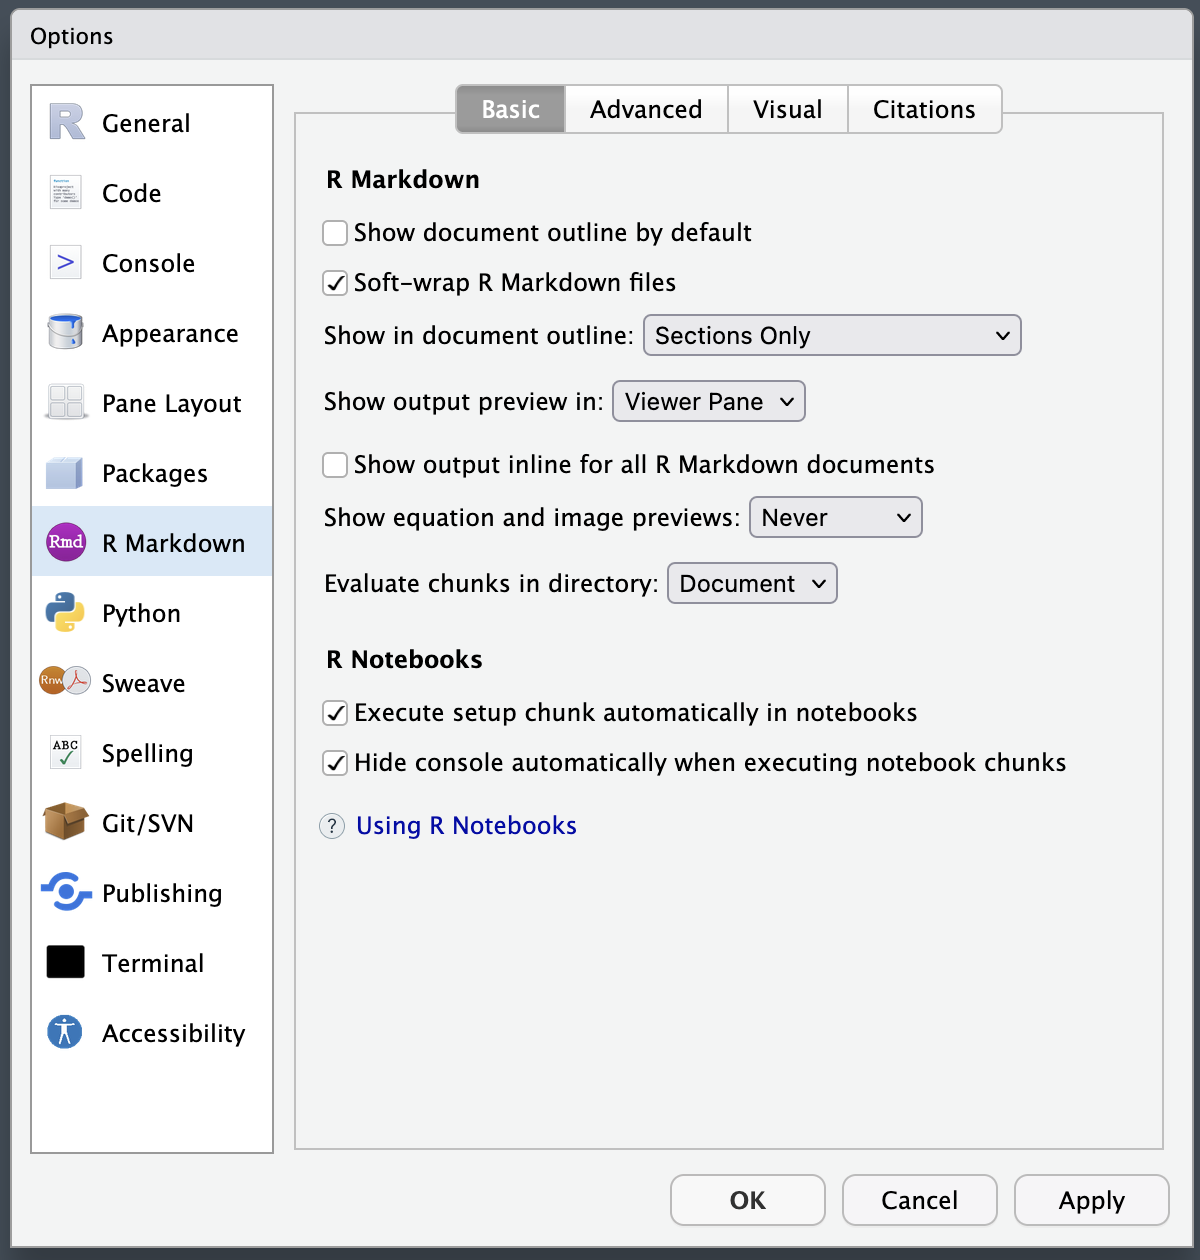 Options
General
Code
Console
Appearance
Pane Layout
Packages
Rmd R Markdown
Python
Rnw Sweave
ABC Spelling
Git/SVN
Publishing
Terminal
Accessibility
Basic Advanced Visual Citations
R Markdown
Show document outline by default
Soft-wrap R Markdown files
Show in document outline: Sections Only
Show output preview in: Viewer Pane
Show output inline for all R Markdown documents
Show equation and image previews: Never
Evaluate chunks in directory: Document
R Notebooks
Execute setup chunk automatically in notebooks
Hide console automatically when executing notebook chunks
? Using R Notebooks
OK Cancel Apply